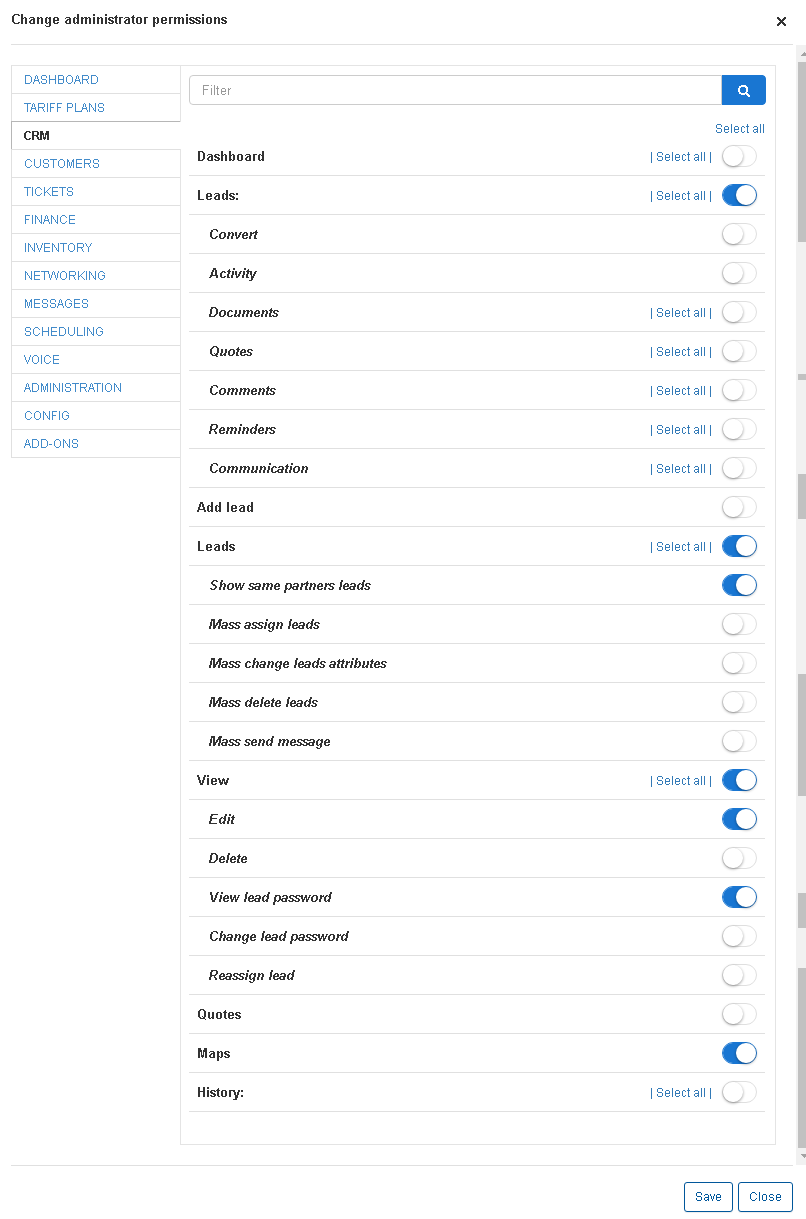 Change administrator permissions
DASHBOARD
TARIFF PLANS
CRM
CUSTOMERS
TICKETS
FINANCE
INVENTORY
NETWORKING
MESSAGES
SCHEDULING
VOICE
ADMINISTRATION
CONFIG
ADD-ONS
Filter
Select all
Dashboard | Select all |
Leads: | Select all |
Convert
Activity
Documents | Select all |
Quotes | Select all |
Comments | Select all |
Reminders | Select all |
Communication | Select all |
Add lead
Leads | Select all |
Show same partners leads
Mass assign leads
Mass change leads attributes
Mass delete leads
Mass send message
View | Select all |
Edit
Delete
View lead password
Change lead password
Reassign lead
Quotes
Maps
History: | Select all |
Save Close